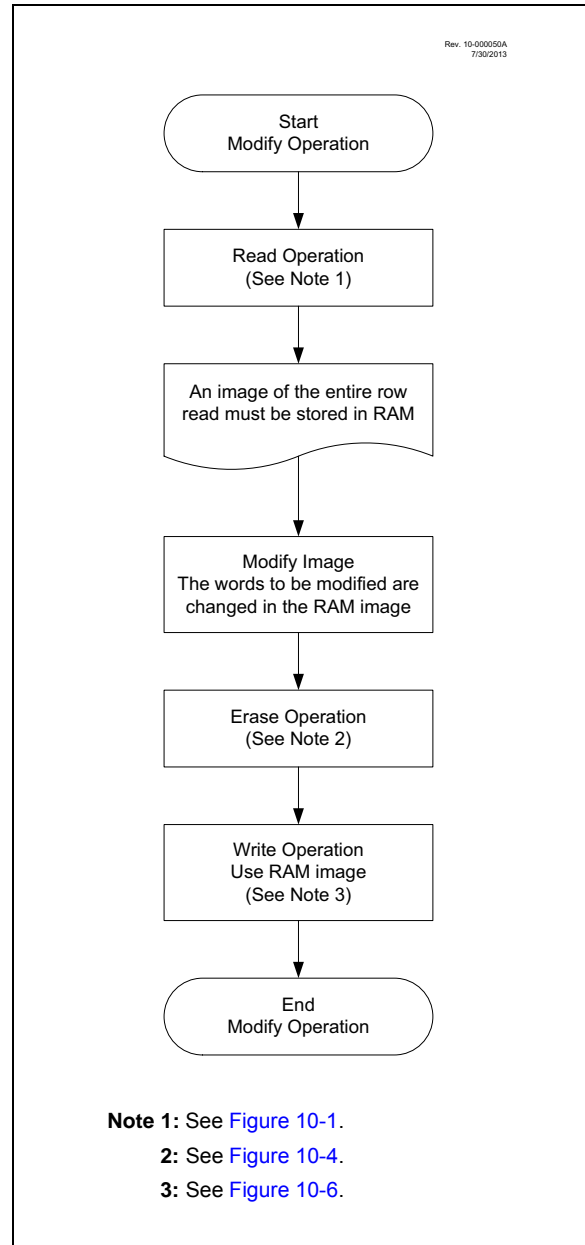 Rev. 10-000050A
7/30/2013
Start
Modify Operation
Read Operation
(See Note 1)
An image of the entire row
read must be stored in RAM
Modify Image
The words to be modified are
changed in the RAM image
Erase Operation
(See Note 2)
Write Operation
Use RAM image
(See Note 3)
End
Modify Operation
Note 1: See Figure 10-1.
2: See Figure 10-4.
3: See Figure 10-6.